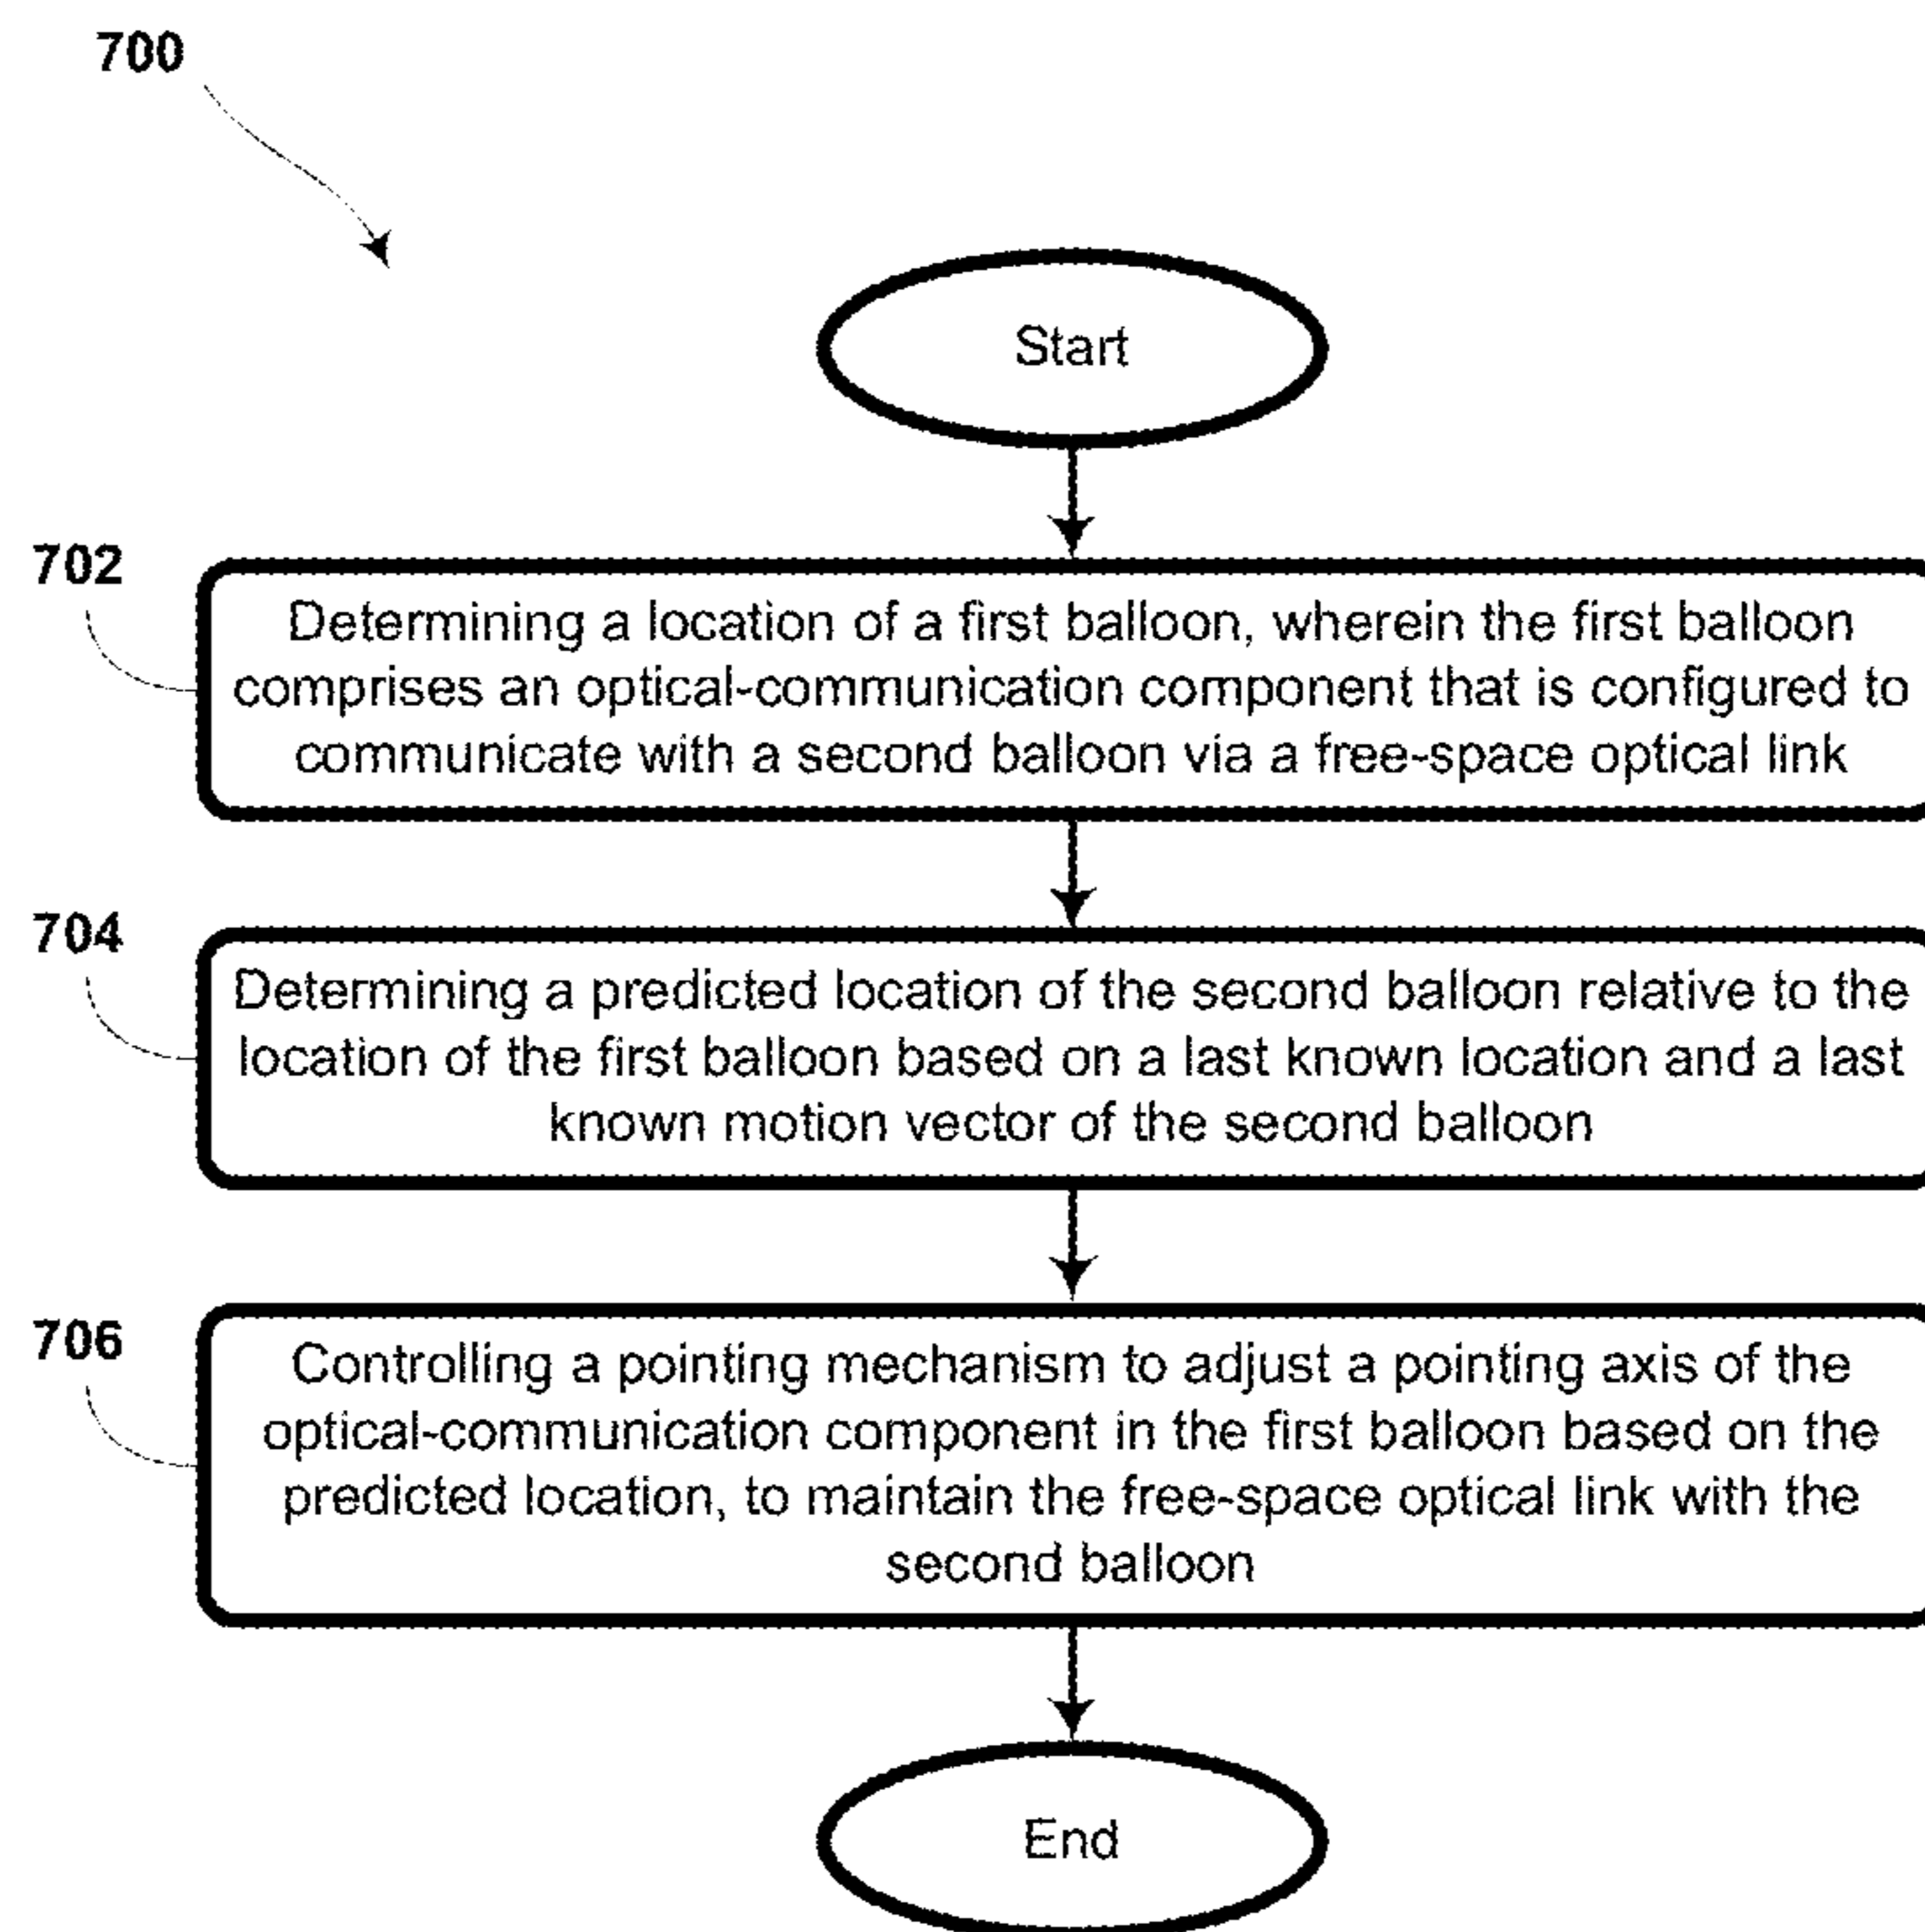 700
Start
702
Determining a location of a first balloon, wherein the first balloon
comprises an optical-communication component that is configured to
communicate with a second balloon via a free-space optical link
704
Determining a predicted location of the second balloon relative to the
location of the first balloon based on a last known location and a last
known motion vector of the second balloon
706
Controlling a pointing mechanism to adjust a pointing axis of the
optical-communication component in the first balloon based on the
predicted location, to maintain the free-space optical link with the
second balloon
End